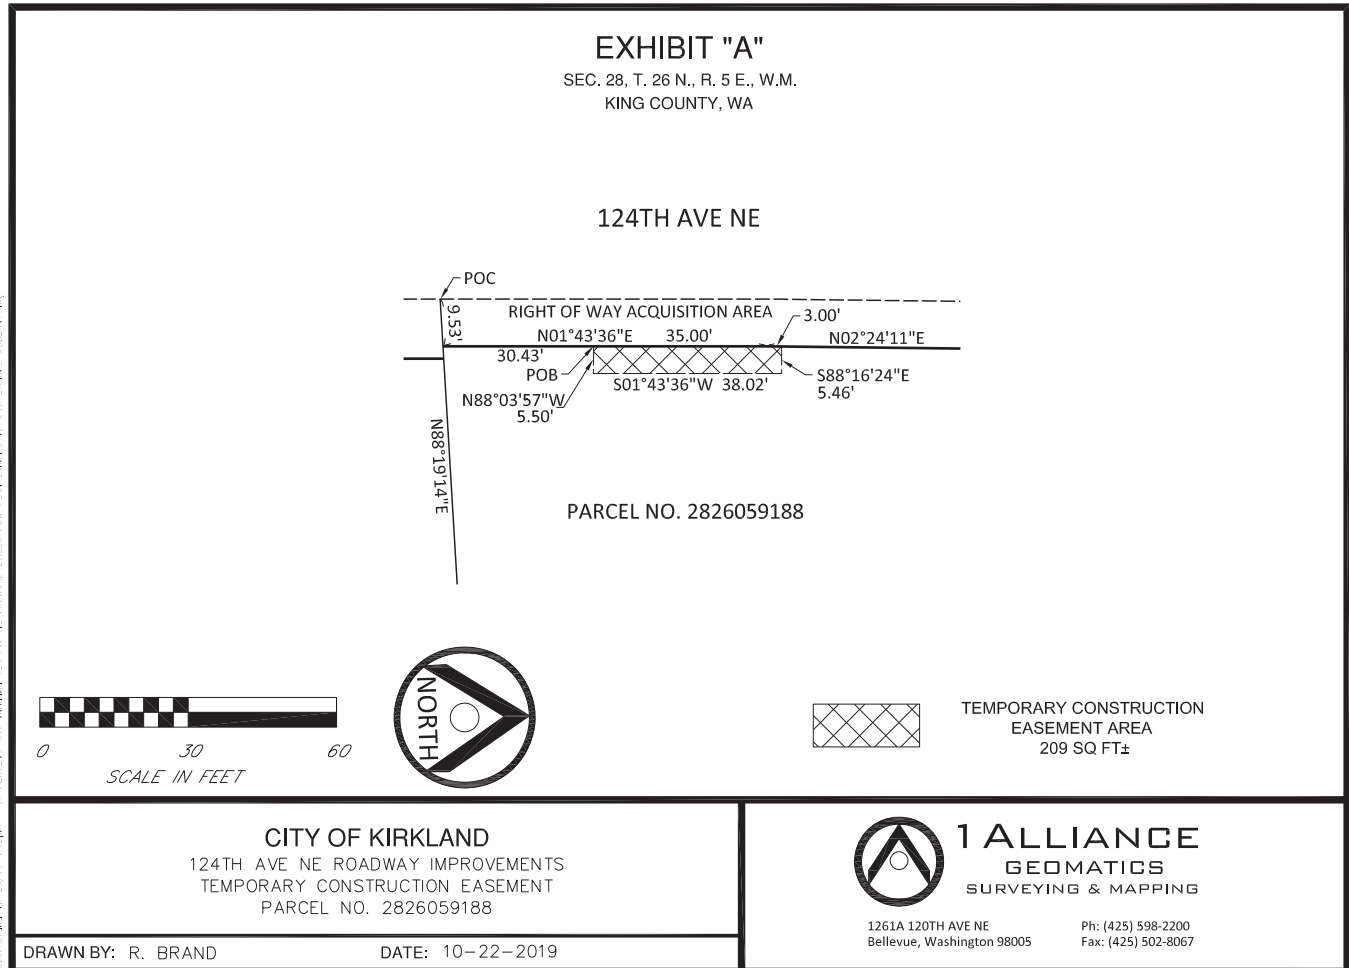 EXHIBIT "A"
SEC. 28, T. 26 N., R. 5 E., W.M.
KING COUNTY, WA
124TH AVE NE
POC
9.53'
RIGHT OF WAY ACQUISITION AREA
3.00'
N01°43'36"E
35.00'
N02°24'11"E
30.43'
POB
S01°43'36"W 38.02'
S88°16'24"E
5.46'
N88°03'57"W
5.50'
N88°19'14"E
PARCEL NO. 2826059188
NORTH
0 30 60
SCALE IN FEET
TEMPORARY CONSTRUCTION
EASEMENT AREA
209 SQ FT±
CITY OF KIRKLAND
124TH AVE NE ROADWAY IMPROVEMENTS
TEMPORARY CONSTRUCTION EASEMENT
PARCEL NO. 2826059188
DRAWN BY: R. BRAND DATE: 10-22-2019
1 ALLIANCE
GEOMATICS
SURVEYING & MAPPING
1261A 120TH AVE NE
Bellevue, Washington 98005
Ph: (425) 598-2200
Fax: (425) 502-8067